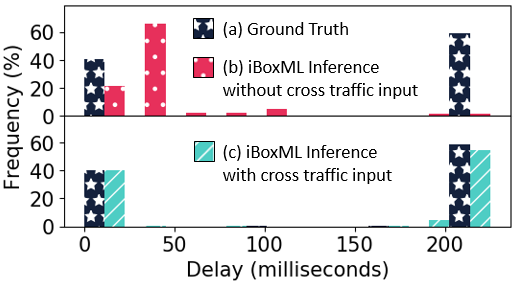 60
40
20
0
(a) Ground Truth
(b) iBoxML Inference
without cross traffic input
Frequency (%)
60
40
20
0
(c) iBoxML Inference
with cross traffic input
0 50 100 150 200
Delay (milliseconds)